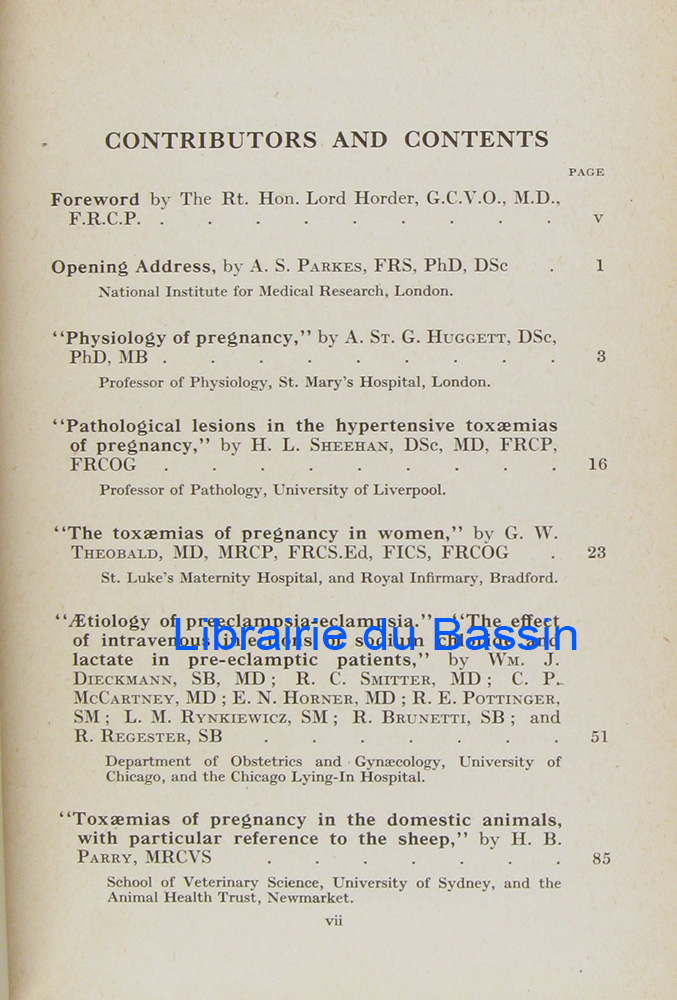 CONTRIBUTORS AND CONTENTS
PAGE
Foreword by The Rt. Hon. Lord Horder, G.C.V.O., M.D.,
F.R.C.P. . . . . . . . . . v
Opening Address, by A. S. PARKES, FRS, PhD, DSc . 1
National Institute for Medical Research, London.
“Physiology of pregnancy,” by A. ST. G. HUGGETT, DSc,
PhD, MB . . . . . . . . . 3
Professor of Physiology, St. Mary’s Hospital, London.
“Pathological lesions in the hypertensive toxæmias
of pregnancy,” by H. L. SHEEHAN, DSc, MD, FRCP,
FRCOG . . . . . . . . . 16
Professor of Pathology, University of Liverpool.
“The toxæmias of pregnancy in women,” by G. W.
THEOBALD, MD, MRCP, FRCS.Ed, FICS, FRCOG . 23
St. Luke’s Maternity Hospital, and Royal Infirmary, Bradford.
“Ætiology of preeclampsia-eclampsia.” “The effect
Librairie du Bassin
of intravenous injections of sodium chloride and
lactate in pre-eclamptic patients,” by WM. J.
DIECKMANN, SB, MD ; R. C. SMITTER, MD ; C. P.
MCCARTNEY, MD ; E. N. HORNER, MD ; R. E. POTTINGER,
SM ; L. M. RYNKIEWICZ, SM ; R. BRUNETTI, SB ; and
R. REGESTER, SB . . . . . . . 51
Department of Obstetrics and Gynæcology, University of
Chicago, and the Chicago Lying-In Hospital.
“Toxæmias of pregnancy in the domestic animals,
with particular reference to the sheep,” by H. B.
PARRY, MRCVS . . . . . . . 85
School of Veterinary Science, University of Sydney, and the
Animal Health Trust, Newmarket.
vii